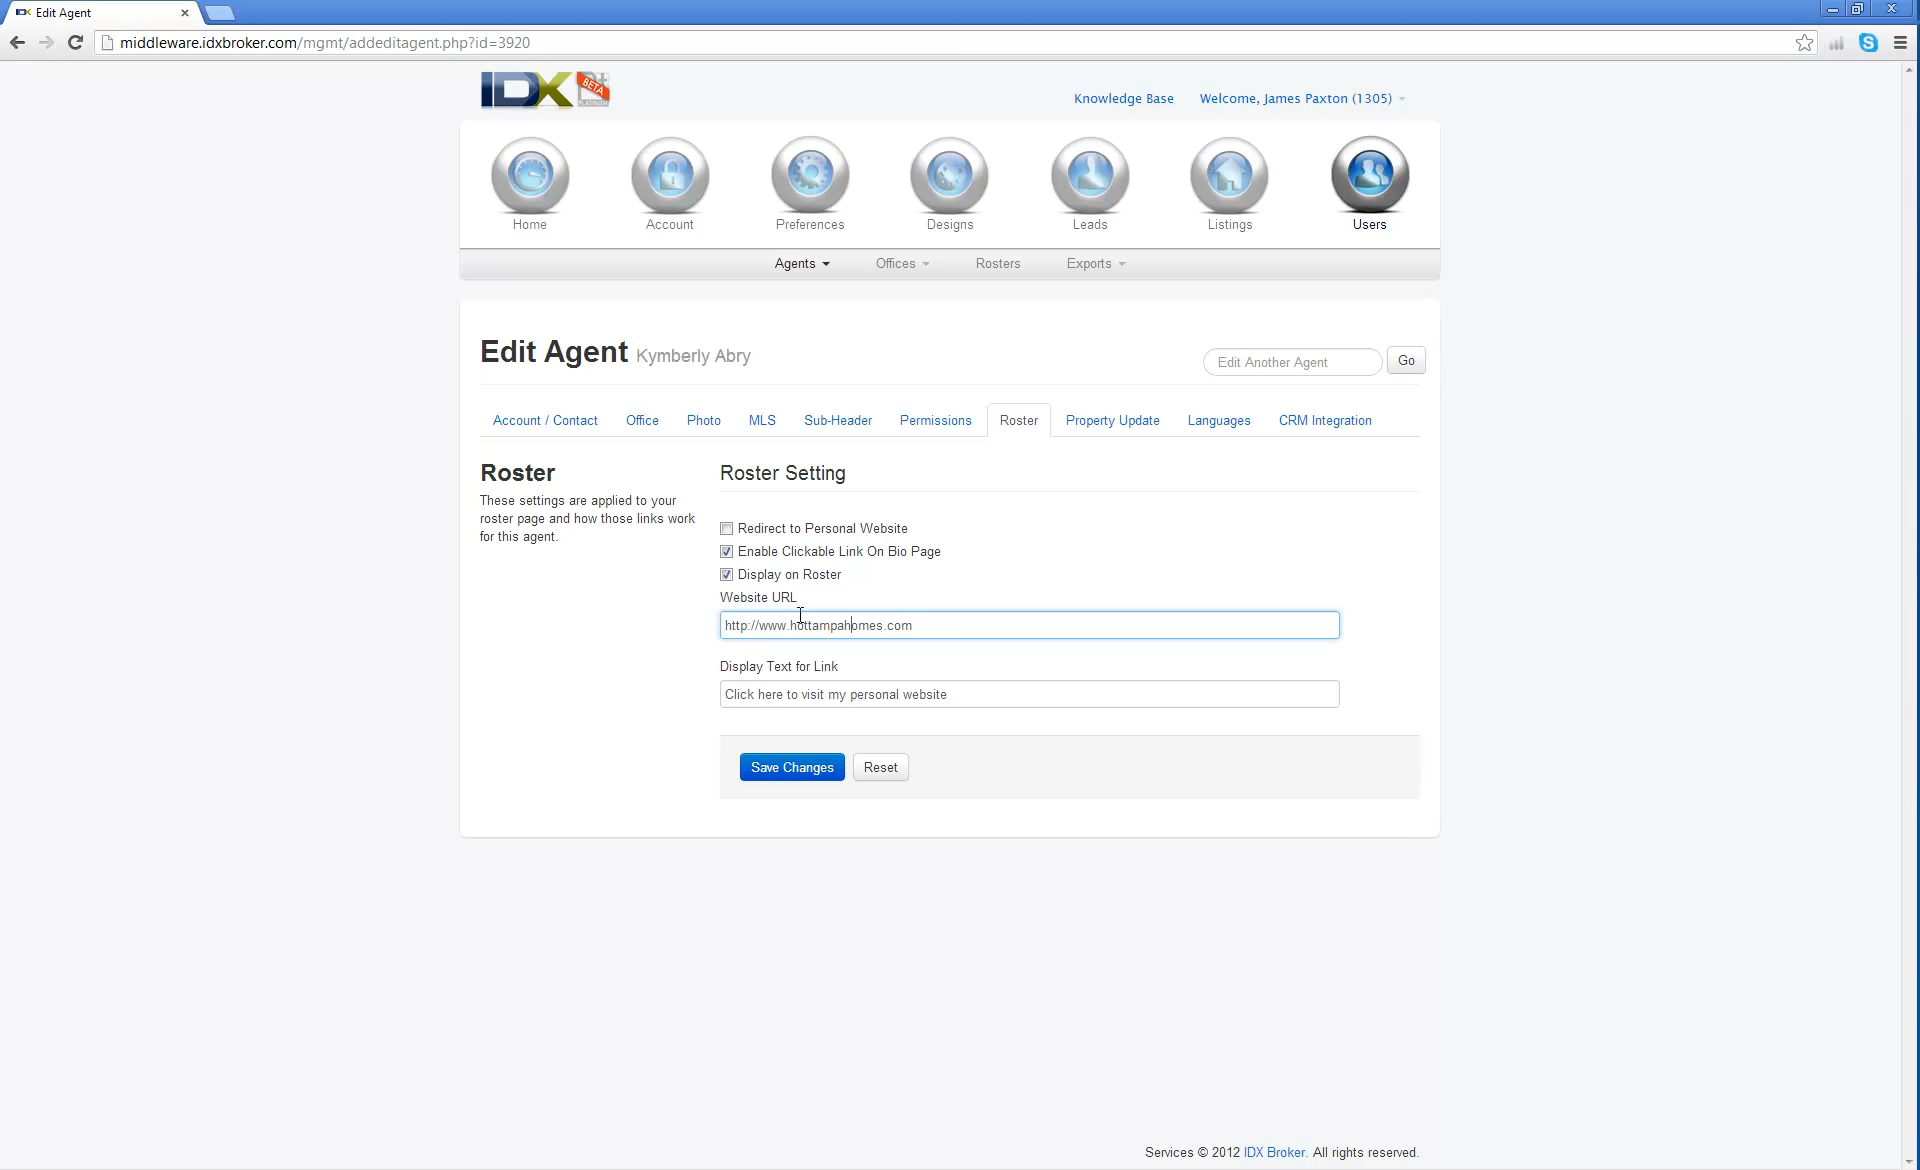 Edit Agent
middleware.idxbroker.com/mgmt/addeditagent.php?id=3920
IDX BETA
PLATINUM
Knowledge Base Welcome, James Paxton (1305)
Home Account Preferences Designs Leads Listings Users
Agents Offices Rosters Exports
Edit Agent Kymberly Abry
Edit Another Agent Go
Account / Contact Office Photo MLS Sub-Header Permissions Roster Property Update Languages CRM Integration
Roster
These settings are applied to your
roster page and how those links work
for this agent.
Roster Setting
Redirect to Personal Website
Enable Clickable Link On Bio Page
Display on Roster
Website URL
http://www.hottampahomes.com
Display Text for Link
Click here to visit my personal website
Save Changes Reset
Services © 2012 IDX Broker. All rights reserved.